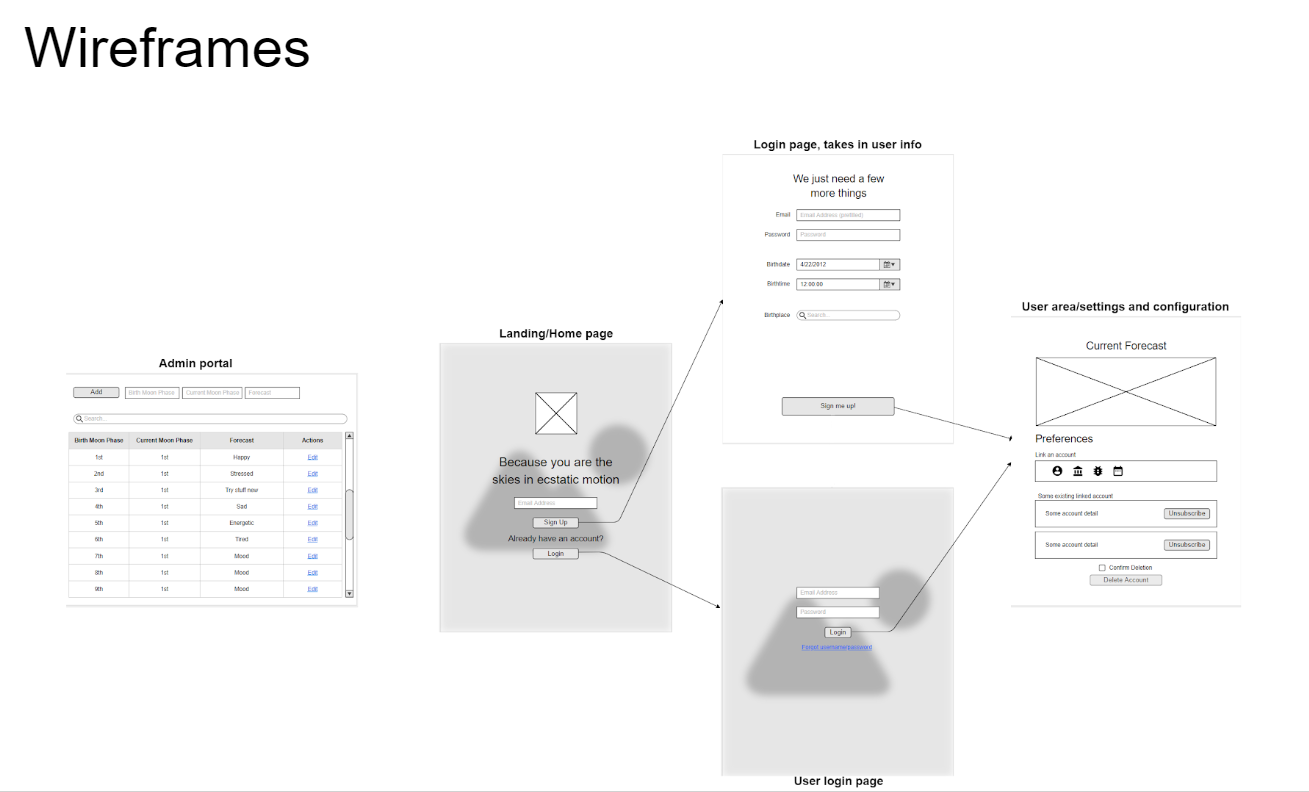 Wireframes
Admin portal
Add Birth Moon Phase Current Moon Phase Forecast
Search...
Birth Moon Phase Current Moon Phase Forecast Actions
1st 1st Happy Edit
2nd 1st Stressed Edit
3rd 1st Try stuff now Edit
4th 1st Sad Edit
5th 1st Energetic Edit
6th 1st Tired Edit
7th 1st Mood Edit
8th 1st Mood Edit
9th 1st Mood Edit
Landing/Home page
Because you are the
skies in ecstatic motion
Email Address
Sign Up
Already have an account?
Login
Login page, takes in user info
We just need a few
more things
Email Email Address (prefilled)
Password Password
Birthdate 4/22/2012
Birthtime 12:00:00
Birthplace Search...
Sign me up!
Email Address
Password
Login
Forgot username/password
User login page
User area/settings and configuration
Current Forecast
Preferences
Link an account
Some existing linked account
Some account detail Unsubscribe
Some account detail Unsubscribe
Confirm Deletion
Delete Account